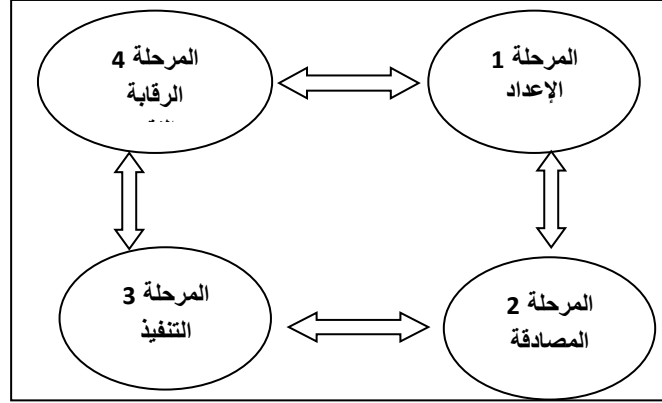 المرحلة 1
الإعداد
المرحلة 4
الرقابة
المرحلة 2
المصادقة
المرحلة 3
التنفيذ